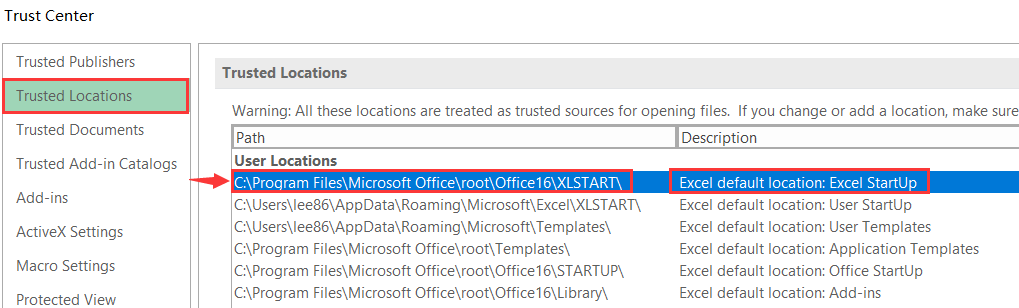 Trust Center
Trusted Publishers
Trusted Locations
Trusted Documents
Trusted Add-in Catalogs
Add-ins
ActiveX Settings
Macro Settings
Protected View
Trusted Locations
Warning: All these locations are treated as trusted sources for opening files. If you change or add a location, make sure
Path Description
User Locations
C:\Program Files\Microsoft Office\root\Office16\XLSTART\ Excel default location: Excel StartUp
C:\Users\lee86\AppData\Roaming\Microsoft\Excel\XLSTART\ Excel default location: User StartUp
C:\Users\lee86\AppData\Roaming\Microsoft\Templates\ Excel default location: User Templates
C:\Program Files\Microsoft Office\root\Templates\ Excel default location: Application Templates
C:\Program Files\Microsoft Office\root\Office16\STARTUP\ Excel default location: Office StartUp
C:\Program Files\Microsoft Office\root\Office16\Library\ Excel default location: Add-ins